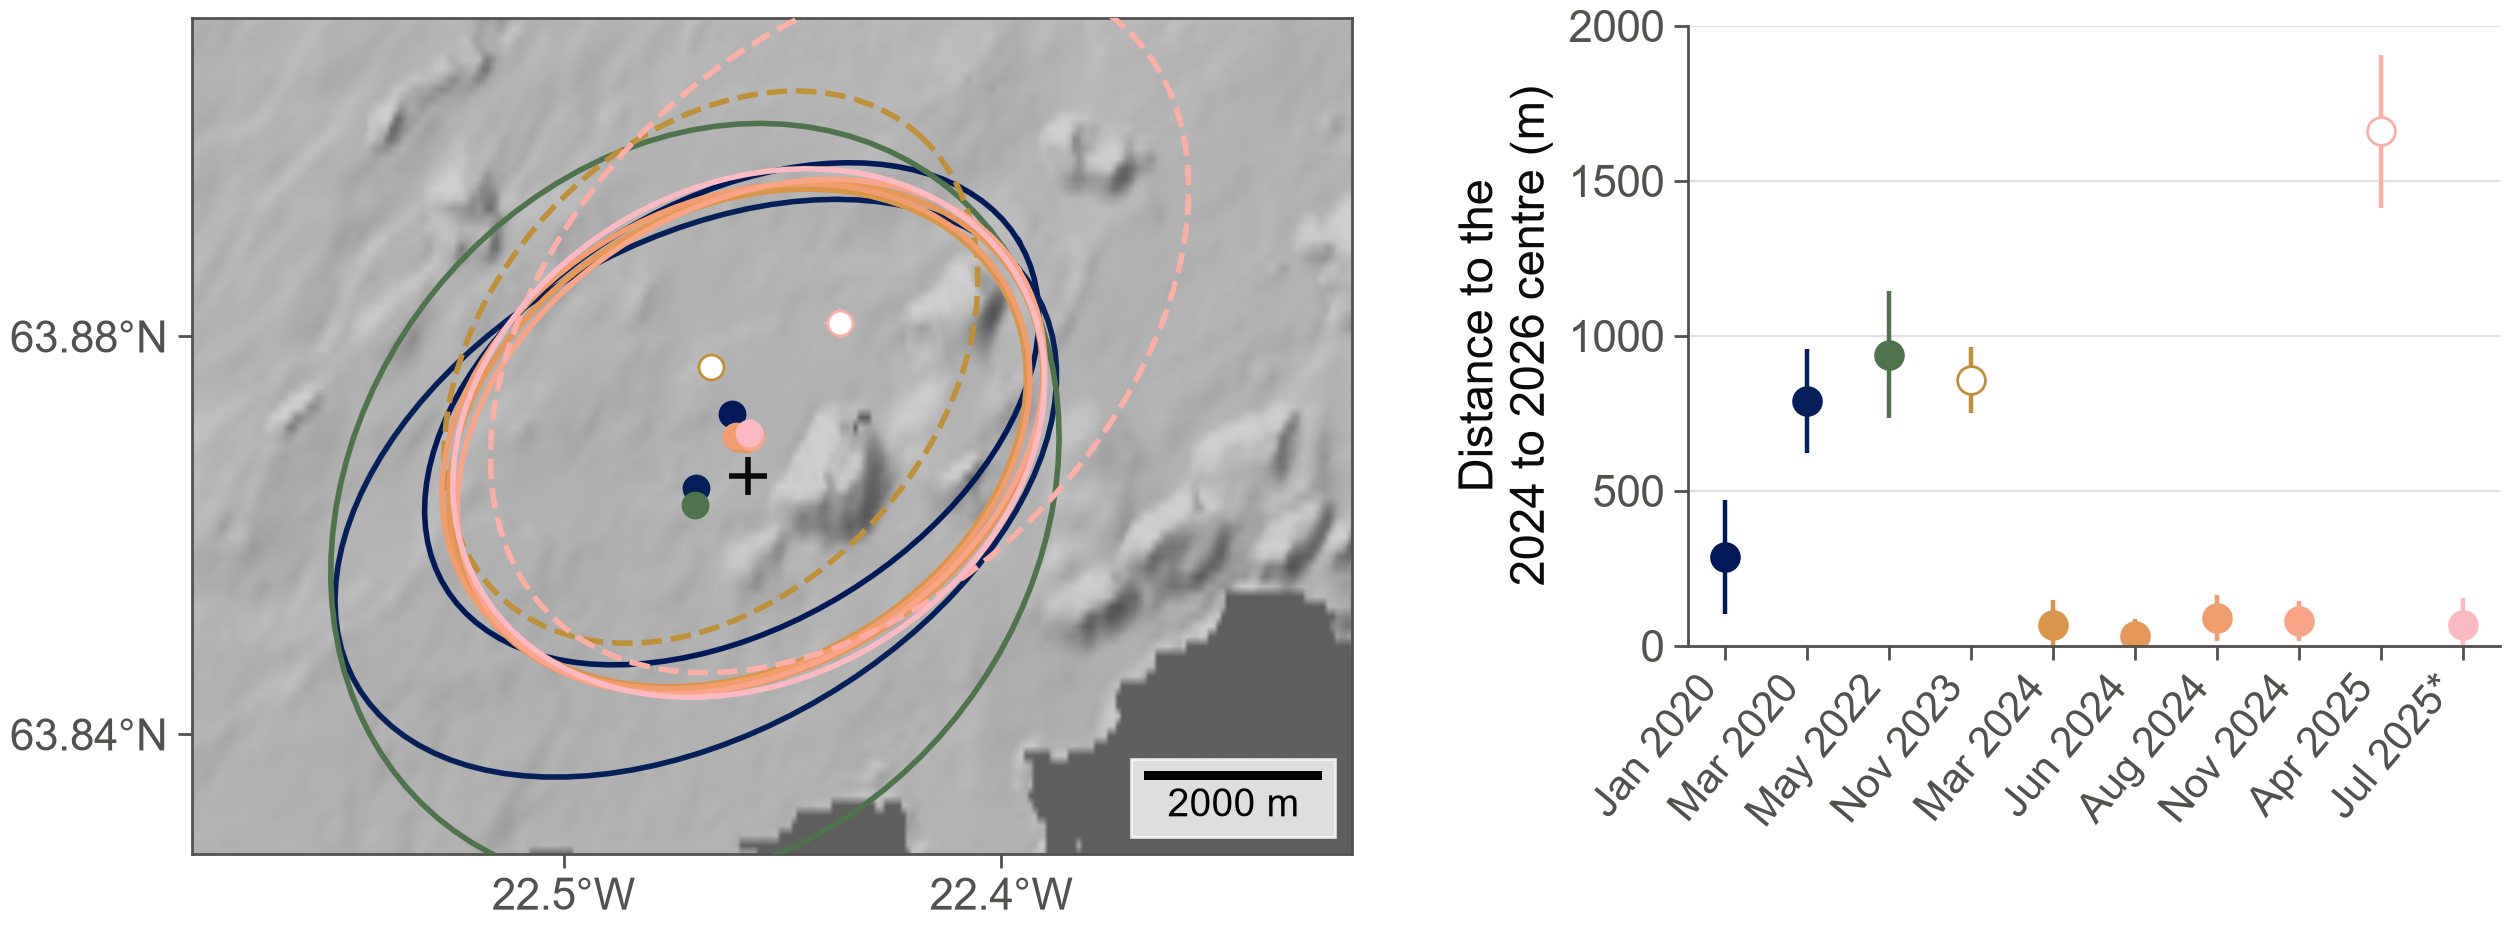 63.88°N
63.84°N
22.5°W
22.4°W
2000 m
Distance to the
2024 to 2026 centre (m)
2000
1500
1000
500
0
Jan 2020
Mar 2020
May 2022
Nov 2023
Mar 2024
Jun 2024
Aug 2024
Nov 2024
Apr 2025
Jul 2025*